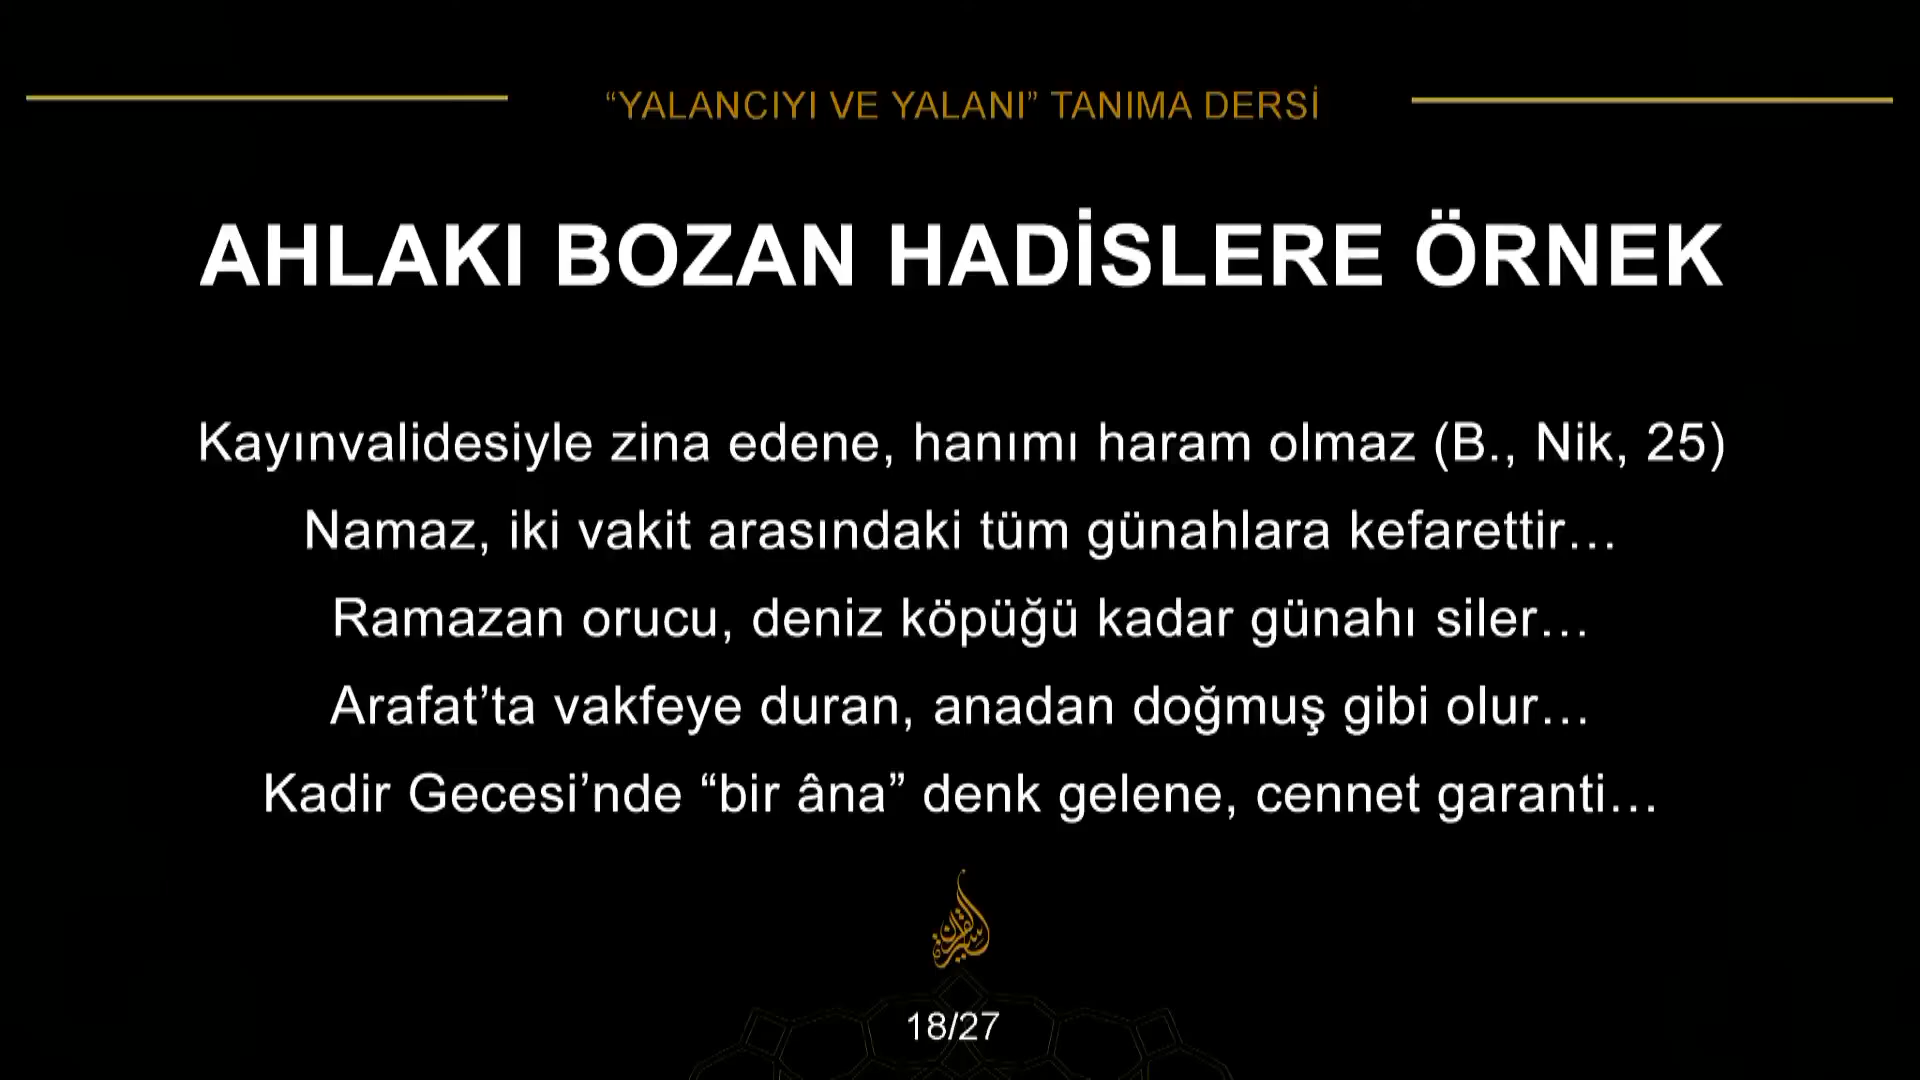 “YALANCIYI VE YALANI” TANIMA DERSİ
AHLAKI BOZAN HADİSLERE ÖRNEK
Kayınvalidesiyle zina edene, hanımı haram olmaz (B., Nik, 25)
Namaz, iki vakit arasındaki tüm günahlara kefarettir…
Ramazan orucu, deniz köpüğü kadar günahı siler…
Arafat’ta vakfeye duran, anadan doğmuş gibi olur…
Kadir Gecesi’nde “bir âna” denk gelene, cennet garanti…
18/27